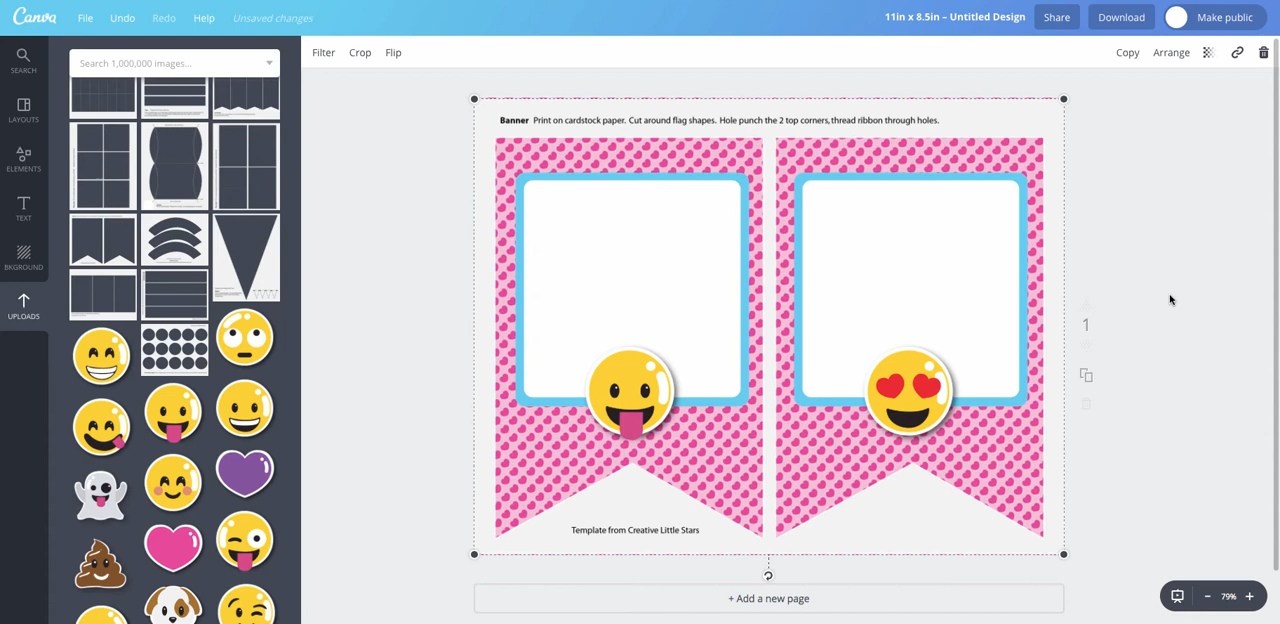 Canva
File
Undo
Redo
Help
Unsaved changes
11in x 8.5in – Untitled Design
Share
Download
Make public
SEARCH
LAYOUTS
ELEMENTS
TEXT
BKGROUND
UPLOADS
Search 1,000,000 images...
Filter
Crop
Flip
Copy
Arrange
Banner Print on cardstock paper. Cut around flag shapes. Hole punch the 2 top corners, thread ribbon through holes.
Template from Creative Little Stars
1
+ Add a new page
− 79% +